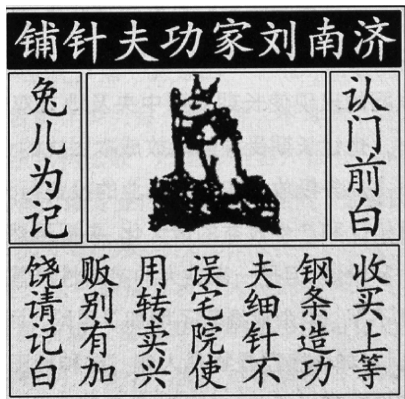 济南刘家功夫针铺
认门前白
兔儿为记
收买上等
钢条造功
夫细针不
误宅院使
用转卖兴
贩别有加
饶请记白